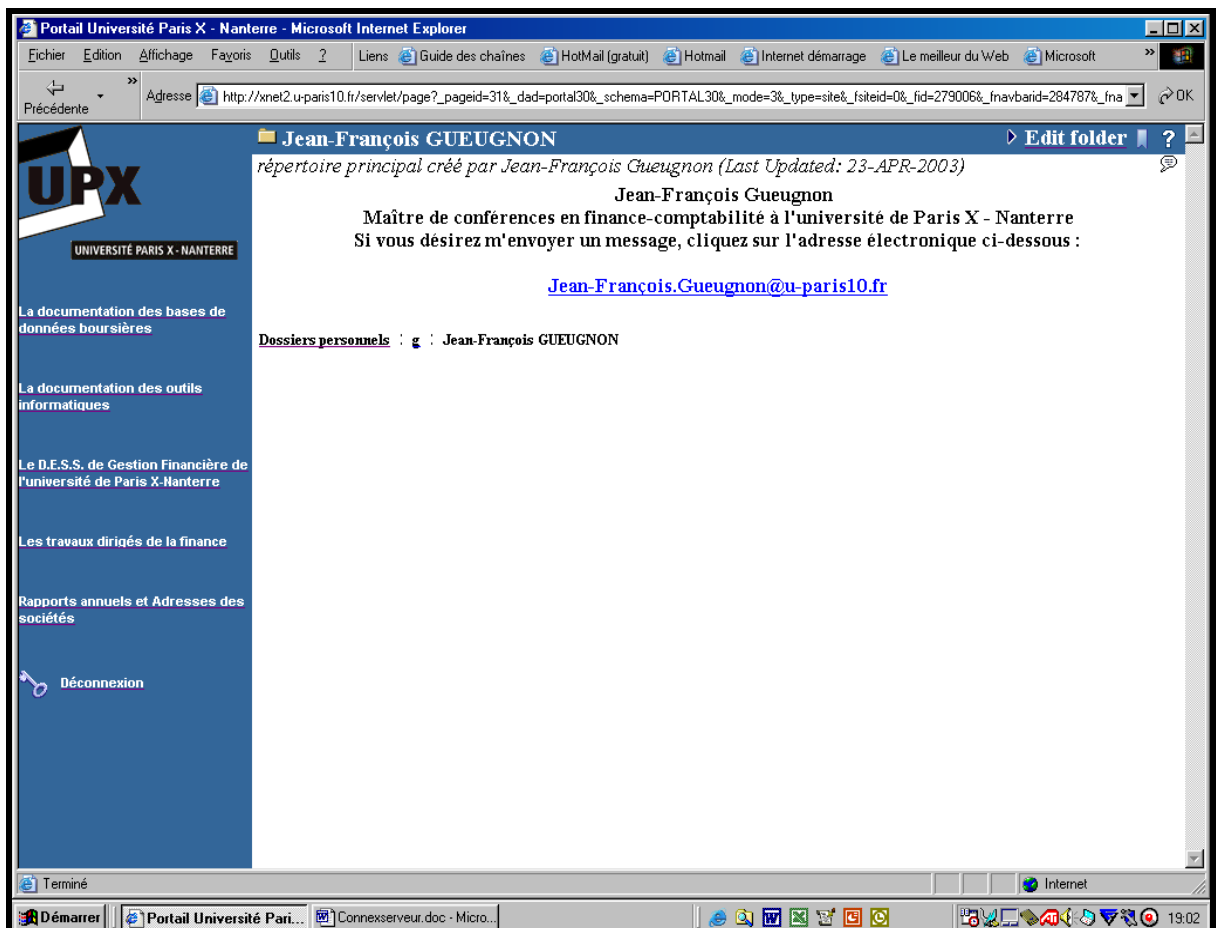 Portail Université Paris X - Nanterre - Microsoft Internet Explorer
Fichier Edition Affichage Favoris Outils ? Liens Guide des chaînes HotMail (gratuit) Hotmail Internet démarrage Le meilleur du Web Microsoft »
Précédente » Adresse http://xnet2.u-paris10.fr/servlet/page?_pageid=31&_dad=portal30&_schema=PORTAL30&_mode=3&_type=site&_fsiteid=0&_fid=279006&_fnavbarid=284787&_fna OK
UPX
UNIVERSITÉ PARIS X - NANTERRE
La documentation des bases de
données boursières
La documentation des outils
informatiques
Le D.E.S.S. de Gestion Financière de
l'université de Paris X-Nanterre
Les travaux dirigés de la finance
Rapports annuels et Adresses des
sociétés
Déconnexion
Jean-François GUEUGNON Edit folder ?
répertoire principal créé par Jean-François Gueugnon (Last Updated: 23-APR-2003)
Jean-François Gueugnon
Maître de conférences en finance-comptabilité à l'université de Paris X - Nanterre
Si vous désirez m'envoyer un message, cliquez sur l'adresse électronique ci-dessous :
Jean-François.Gueugnon@u-paris10.fr
Dossiers personnels : g : Jean-François GUEUGNON
Terminé Internet
Démarrer Portail Université Pari... Connexserveur.doc - Micro... 19:02